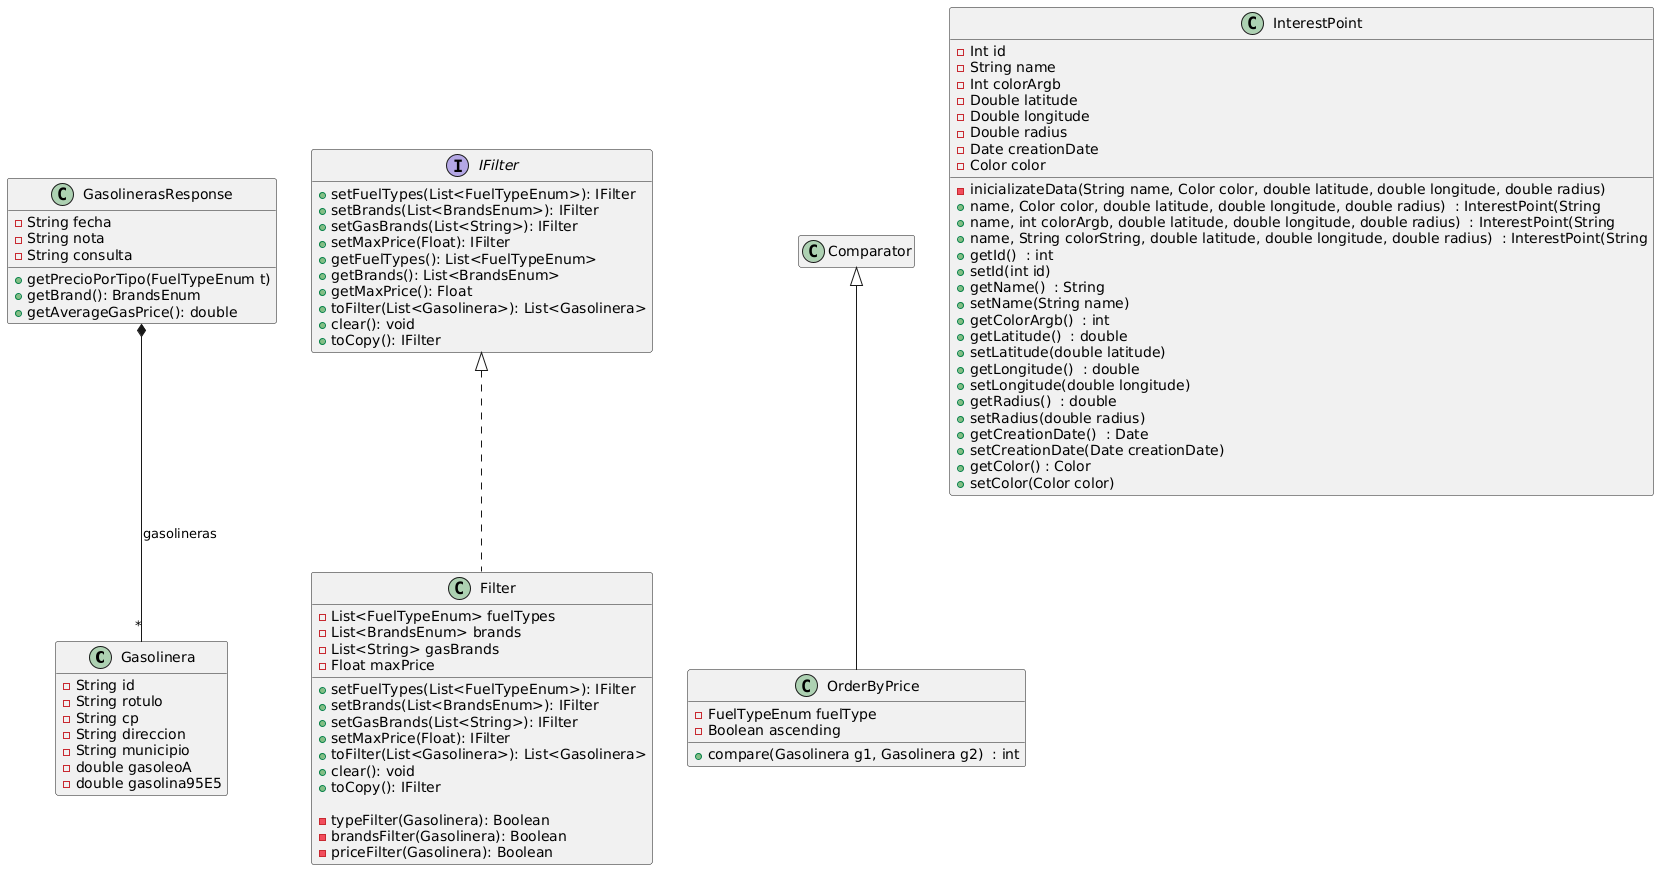 GasolinerasResponse
String fecha
String nota
String consulta
getPrecioPorTipo(FuelTypeEnum t)
getBrand(): BrandsEnum
getAverageGasPrice(): double
gasolineras
*
Gasolinera
String id
String rotulo
String cp
String direccion
String municipio
double gasoleoA
double gasolina95E5
IFilter
setFuelTypes(List<FuelTypeEnum>): IFilter
setBrands(List<BrandsEnum>): IFilter
setGasBrands(List<String>): IFilter
setMaxPrice(Float): IFilter
getFuelTypes(): List<FuelTypeEnum>
getBrands(): List<BrandsEnum>
getMaxPrice(): Float
toFilter(List<Gasolinera>): List<Gasolinera>
clear(): void
toCopy(): IFilter
Filter
List<FuelTypeEnum> fuelTypes
List<BrandsEnum> brands
List<String> gasBrands
Float maxPrice
setFuelTypes(List<FuelTypeEnum>): IFilter
setBrands(List<BrandsEnum>): IFilter
setGasBrands(List<String>): IFilter
setMaxPrice(Float): IFilter
toFilter(List<Gasolinera>): List<Gasolinera>
clear(): void
toCopy(): IFilter
typeFilter(Gasolinera): Boolean
brandsFilter(Gasolinera): Boolean
priceFilter(Gasolinera): Boolean
Comparator
OrderByPrice
FuelTypeEnum fuelType
Boolean ascending
compare(Gasolinera g1, Gasolinera g2)  : int
InterestPoint
Int id
String name
Int colorArgb
Double latitude
Double longitude
Double radius
Date creationDate
Color color
inicializateData(String name, Color color, double latitude, double longitude, double radius)
name, Color color, double latitude, double longitude, double radius)  : InterestPoint(String
name, int colorArgb, double latitude, double longitude, double radius)  : InterestPoint(String
name, String colorString, double latitude, double longitude, double radius)  : InterestPoint(String
getId()  : int
setId(int id)
getName()  : String
setName(String name)
getColorArgb()  : int
getLatitude()  : double
setLatitude(double latitude)
getLongitude()  : double
setLongitude(double longitude)
getRadius()  : double
setRadius(double radius)
getCreationDate()  : Date
setCreationDate(Date creationDate)
getColor() : Color
setColor(Color color)